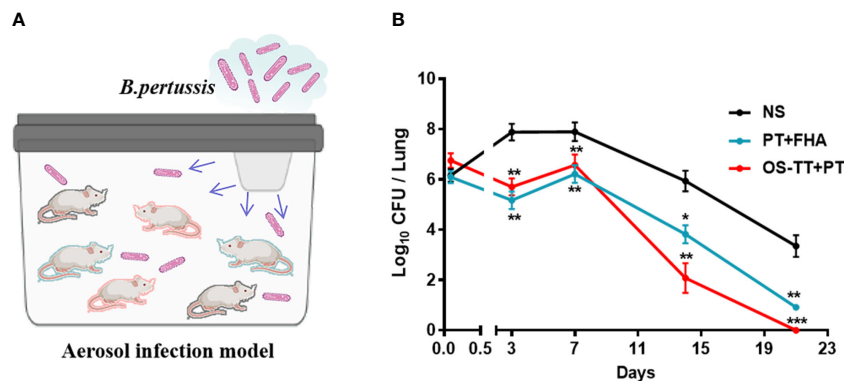 A
B
B.pertussis
Aerosol infection model
Log10 CFU / Lung
10
8
6
4
2
0
0.0 0.5 3 7 11 15 19 23
Days
NS
PT+FHA
OS-TT+PT
**
**
**
**
*
**
**
***